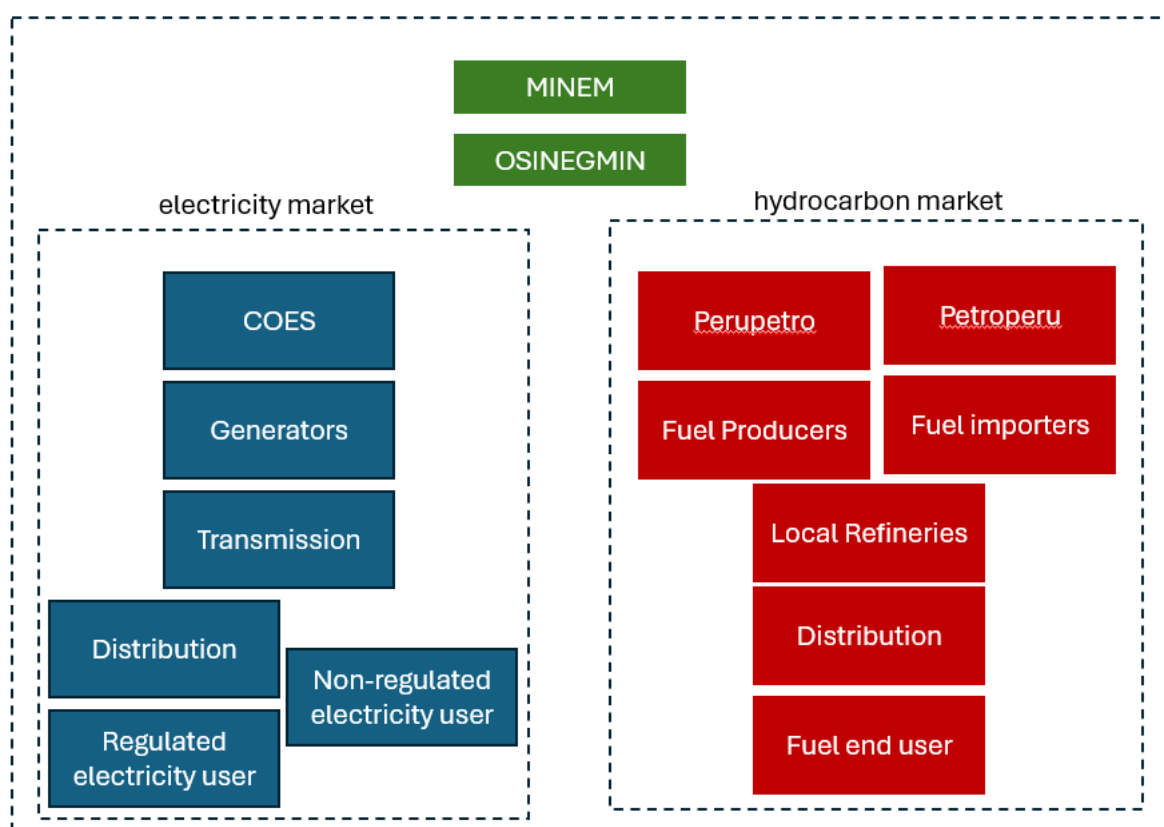 MINEM
OSINEGMIN
electricity market
hydrocarbon market
COES
Generators
Transmission
Distribution
Non-regulated
electricity user
Regulated
electricity user
Perupetro
Petroperu
Fuel Producers
Fuel importers
Local Refineries
Distribution
Fuel end user